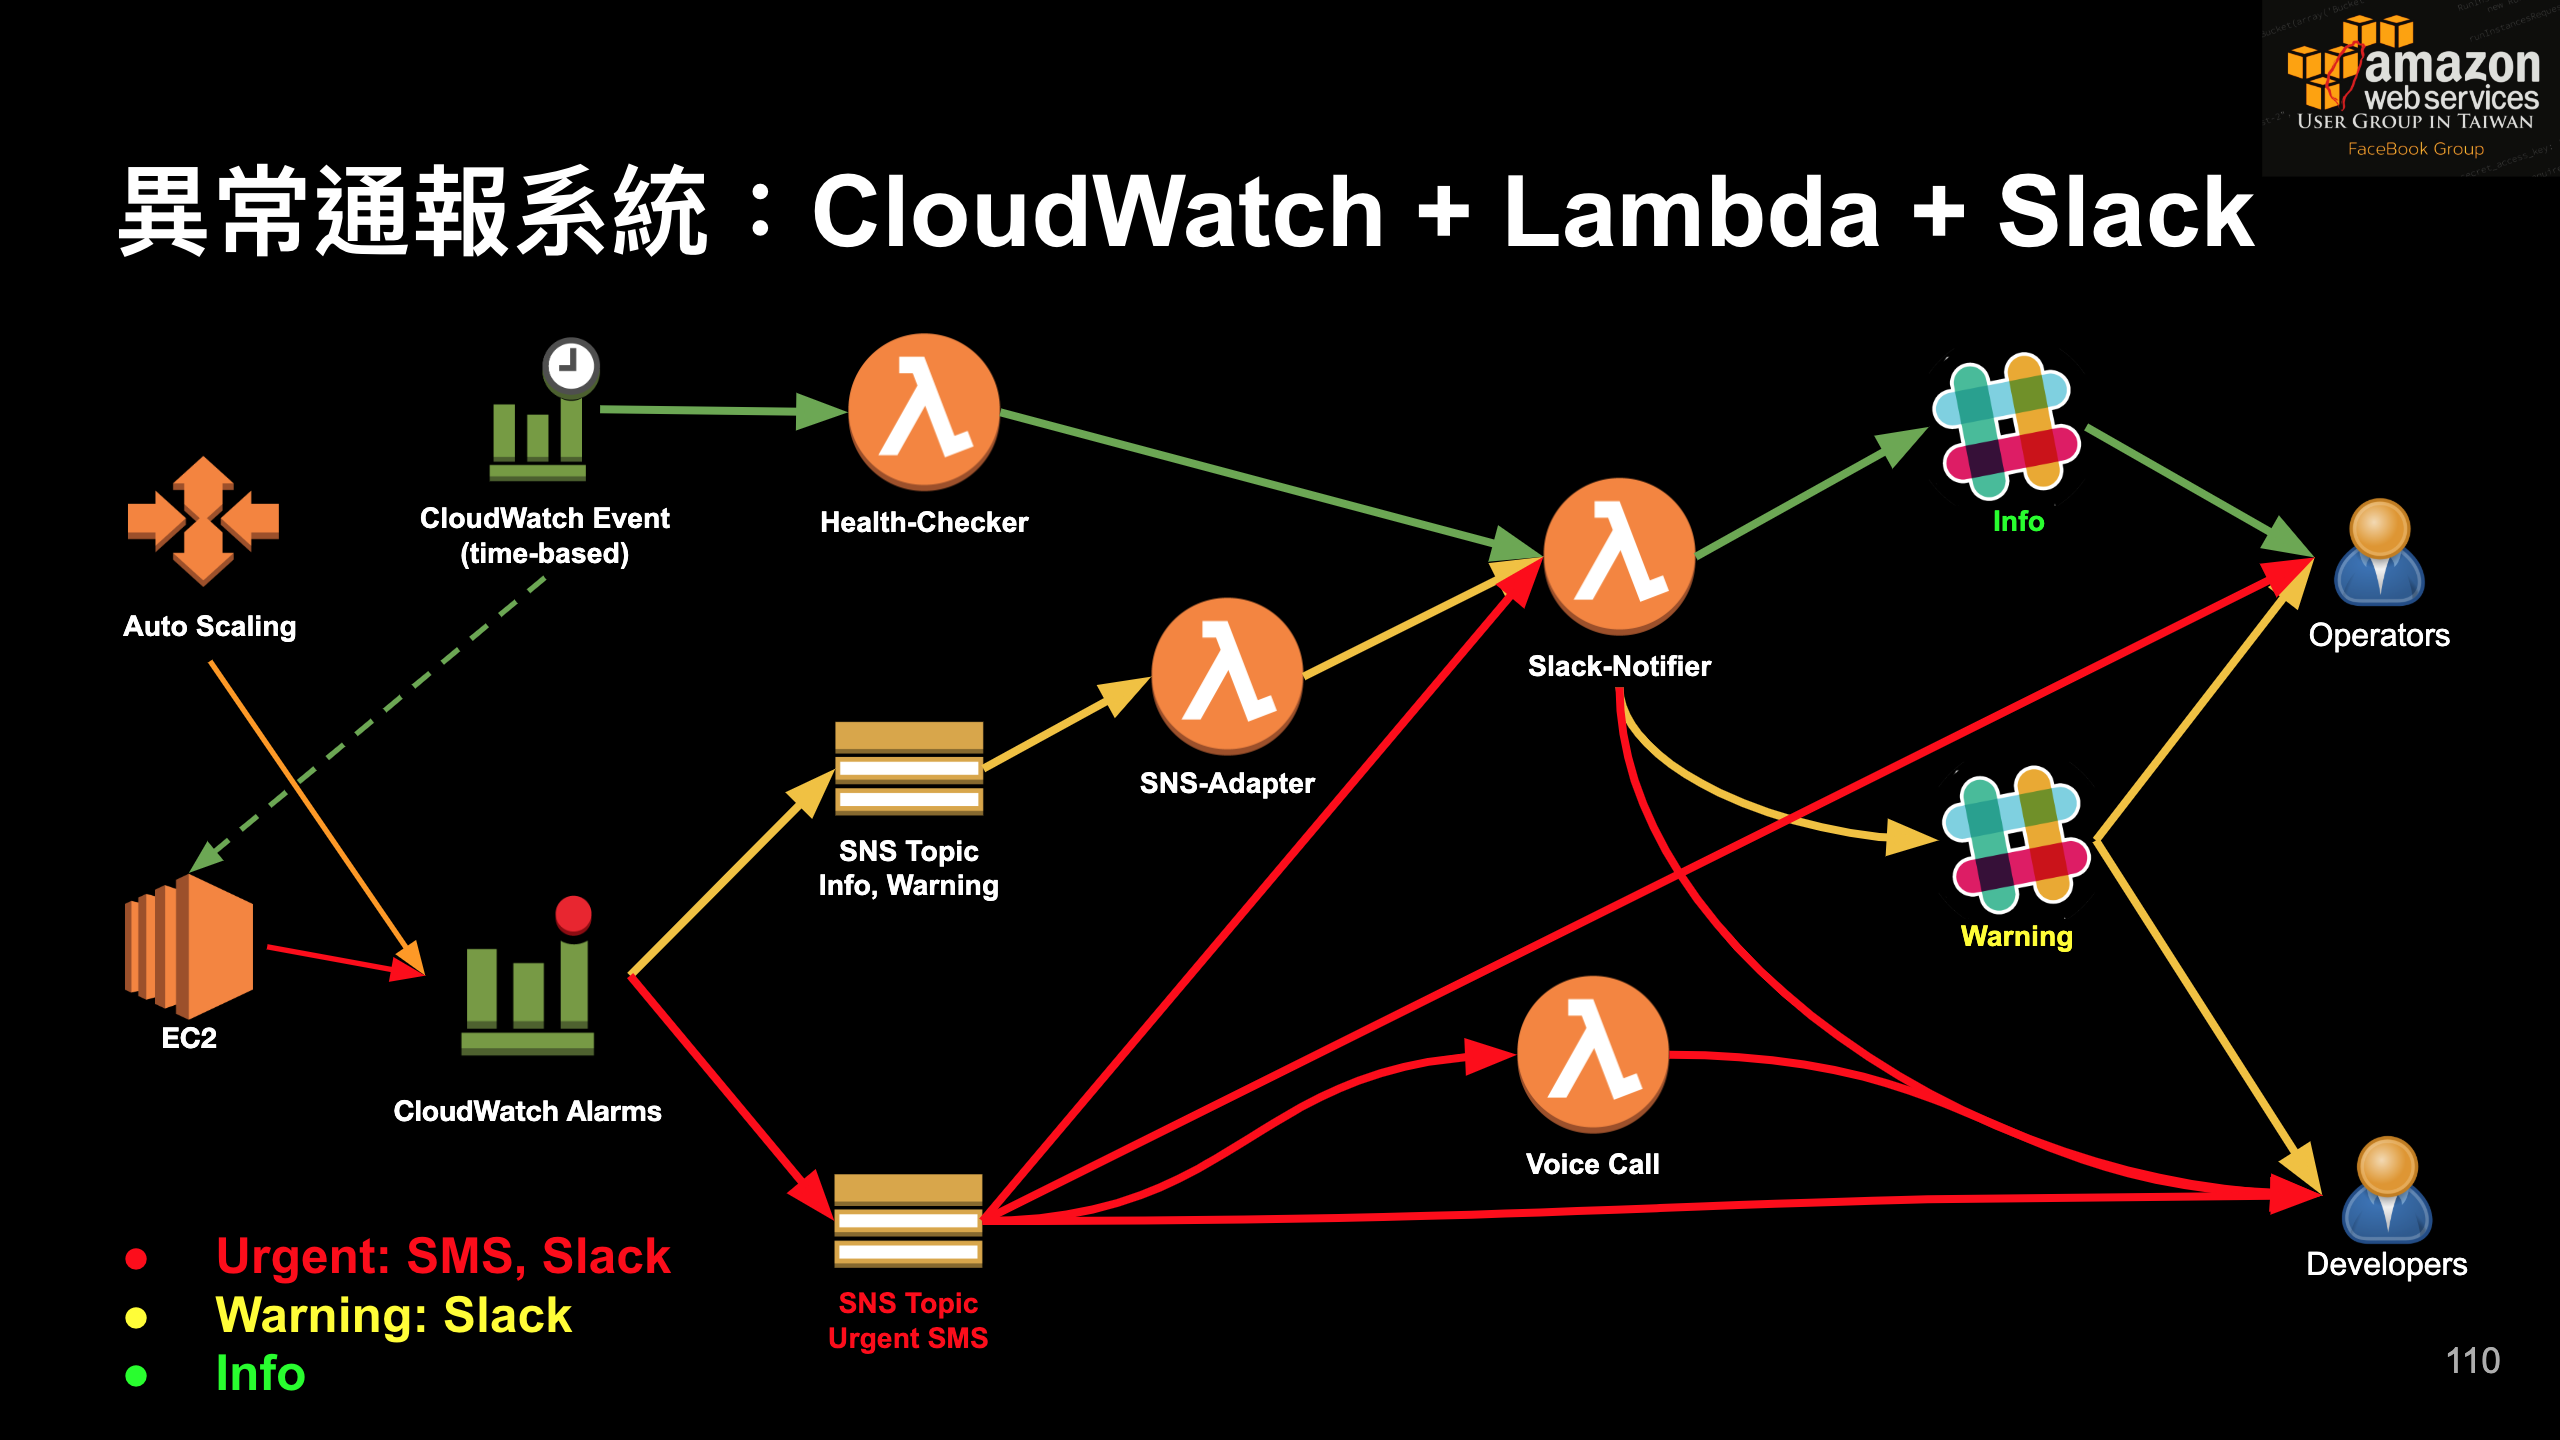 amazon
web services
USER GROUP IN TAIWAN
FaceBook Group
異常通報系統：CloudWatch + Lambda + Slack
CloudWatch Event
(time-based)
Health-Checker
Info
Auto Scaling
Operators
Slack-Notifier
SNS-Adapter
SNS Topic
Info, Warning
Warning
EC2
CloudWatch Alarms
Voice Call
Developers
SNS Topic
Urgent SMS
● Urgent: SMS, Slack
● Warning: Slack
● Info
110